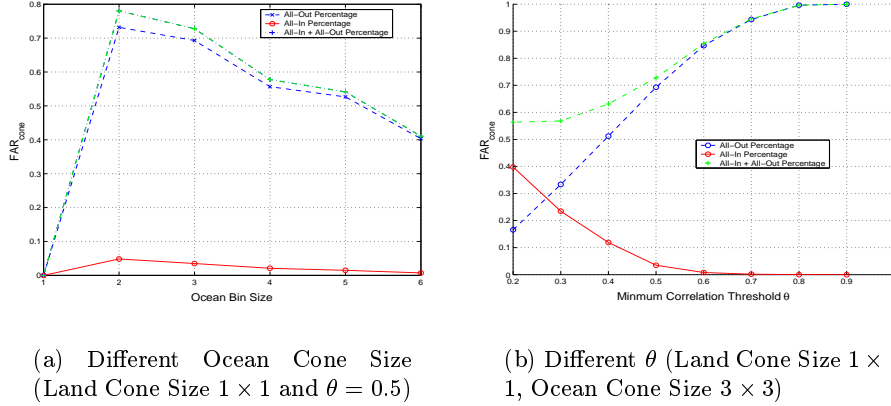 0.8
0.7
0.6
0.5
0.4
0.3
0.2
0.1
0
FARcone
1 2 3 4 5 6
Ocean Bin Size
All-Out Percentage
All-In Percentage
All-In + All-Out Percentage
1
0.9
0.8
0.7
0.6
0.5
0.4
0.3
0.2
0.1
0
FARcone
0.2 0.3 0.4 0.5 0.6 0.7 0.8 0.9
Minmum Correlation Threshold θ
All-Out Percentage
All-In Percentage
All-In + All-Out Percentage
(a) Different Ocean Cone Size
(Land Cone Size 1 × 1 and θ = 0.5)
(b) Different θ (Land Cone Size 1 ×
1, Ocean Cone Size 3 × 3)